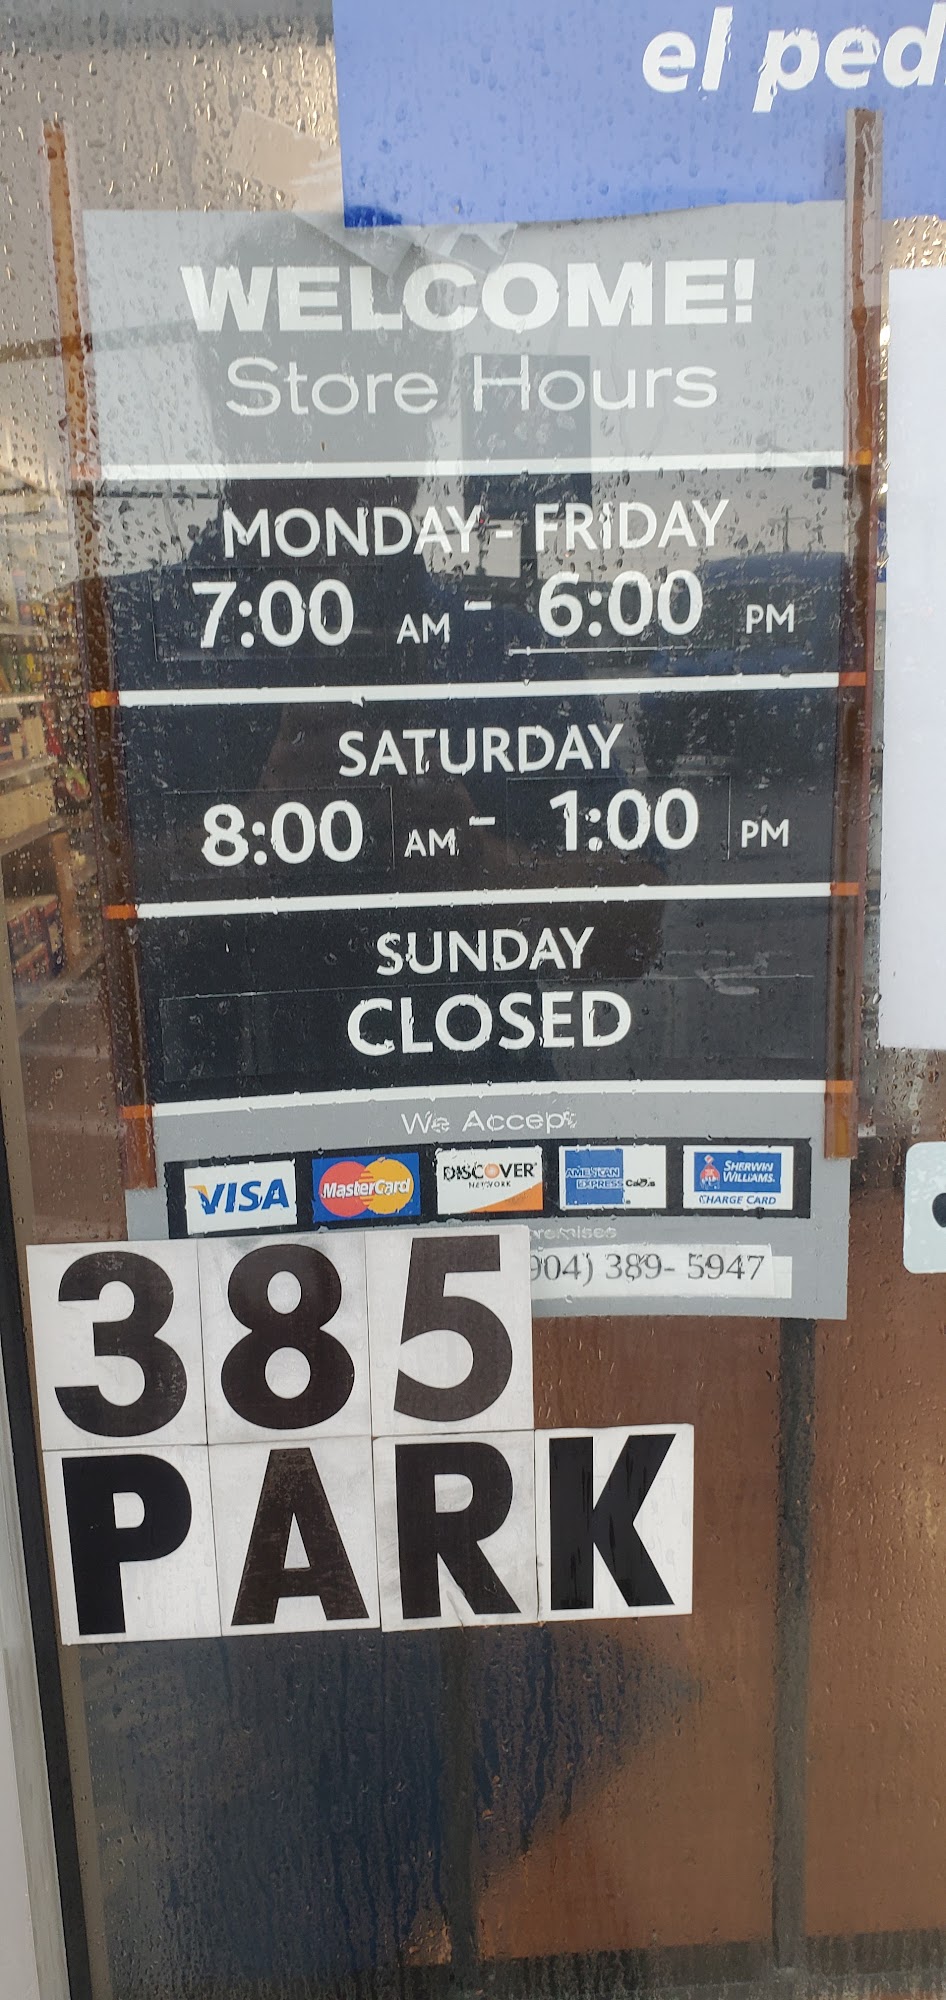 el ped
WELCOME!
Store Hours
MONDAY - FRIDAY
7:00 AM - 6:00 PM
SATURDAY
8:00 AM - 1:00 PM
SUNDAY
CLOSED
We Accept
VISA MasterCard DISCOVER NETWORK AMERICAN EXPRESS Cards SHERWIN WILLIAMS. CHARGE CARD
remises
904) 389- 5947
385
PARK